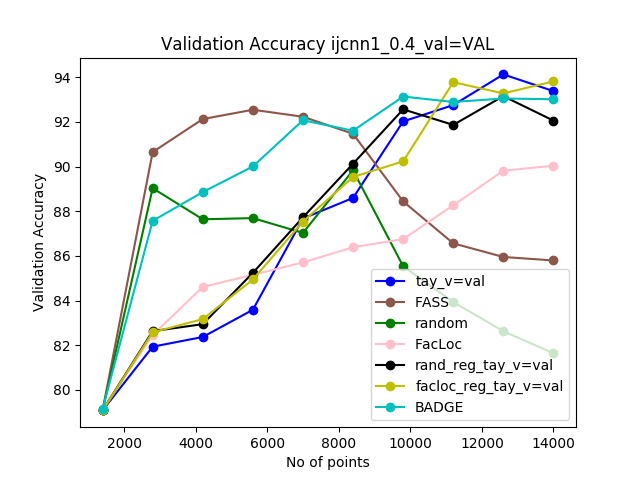 Validation Accuracy ijcnn1_0.4_val=VAL
Validation Accuracy
94
92
90
88
86
84
82
80
2000 4000 6000 8000 10000 12000 14000
No of points
tay_v=val
FASS
random
FacLoc
rand_reg_tay_v=val
facloc_reg_tay_v=val
BADGE